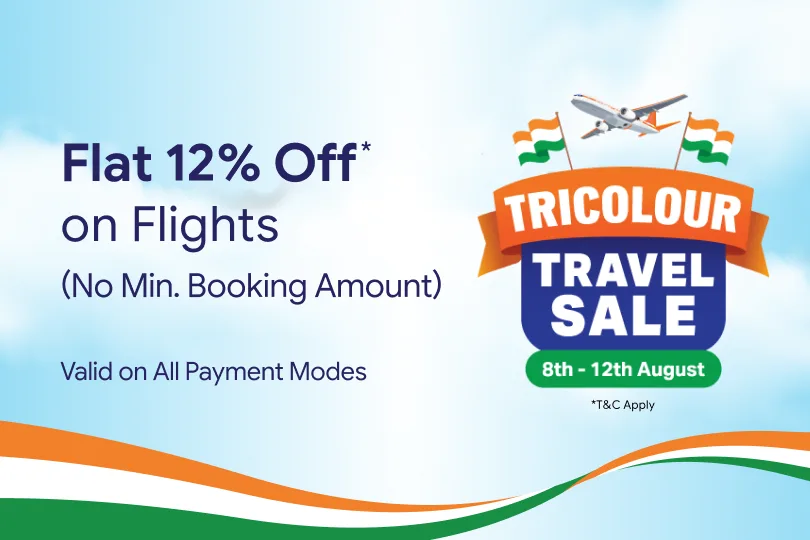 Flat 12% Off*
on Flights
(No Min. Booking Amount)
Valid on All Payment Modes
TRICOLOUR
TRAVEL
SALE
8th - 12th August
*T&C Apply